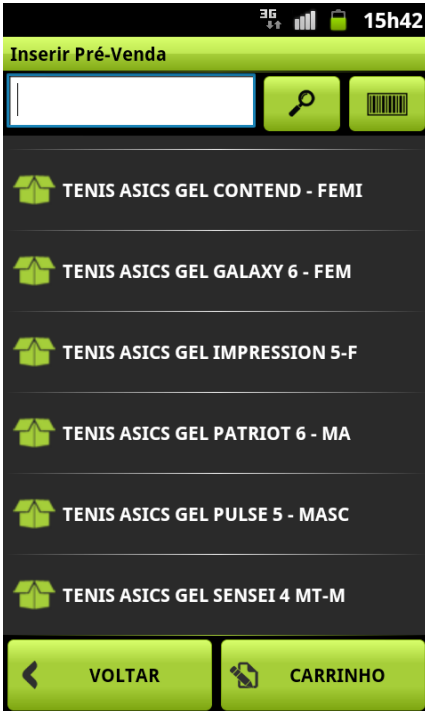 3G 15h42
Inserir Pré-Venda
TENIS ASICS GEL CONTEND - FEMI
TENIS ASICS GEL GALAXY 6 - FEM
TENIS ASICS GEL IMPRESSION 5-F
TENIS ASICS GEL PATRIOT 6 - MA
TENIS ASICS GEL PULSE 5 - MASC
TENIS ASICS GEL SENSEI 4 MT-M
VOLTAR CARRINHO